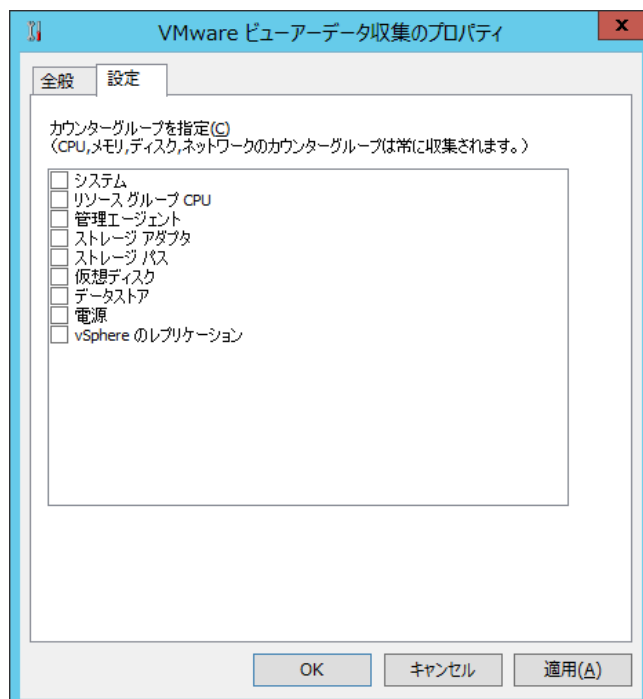 VMware ビューアーデータ収集のプロパティ
x
全般
設定
カウンターグループを指定(C)
（CPU,メモリ,ディスク,ネットワークのカウンターグループは常に収集されます。）
システム
リソース グループ CPU
管理エージェント
ストレージ アダプタ
ストレージ パス
仮想ディスク
データストア
電源
vSphere のレプリケーション
OK
キャンセル
適用(A)